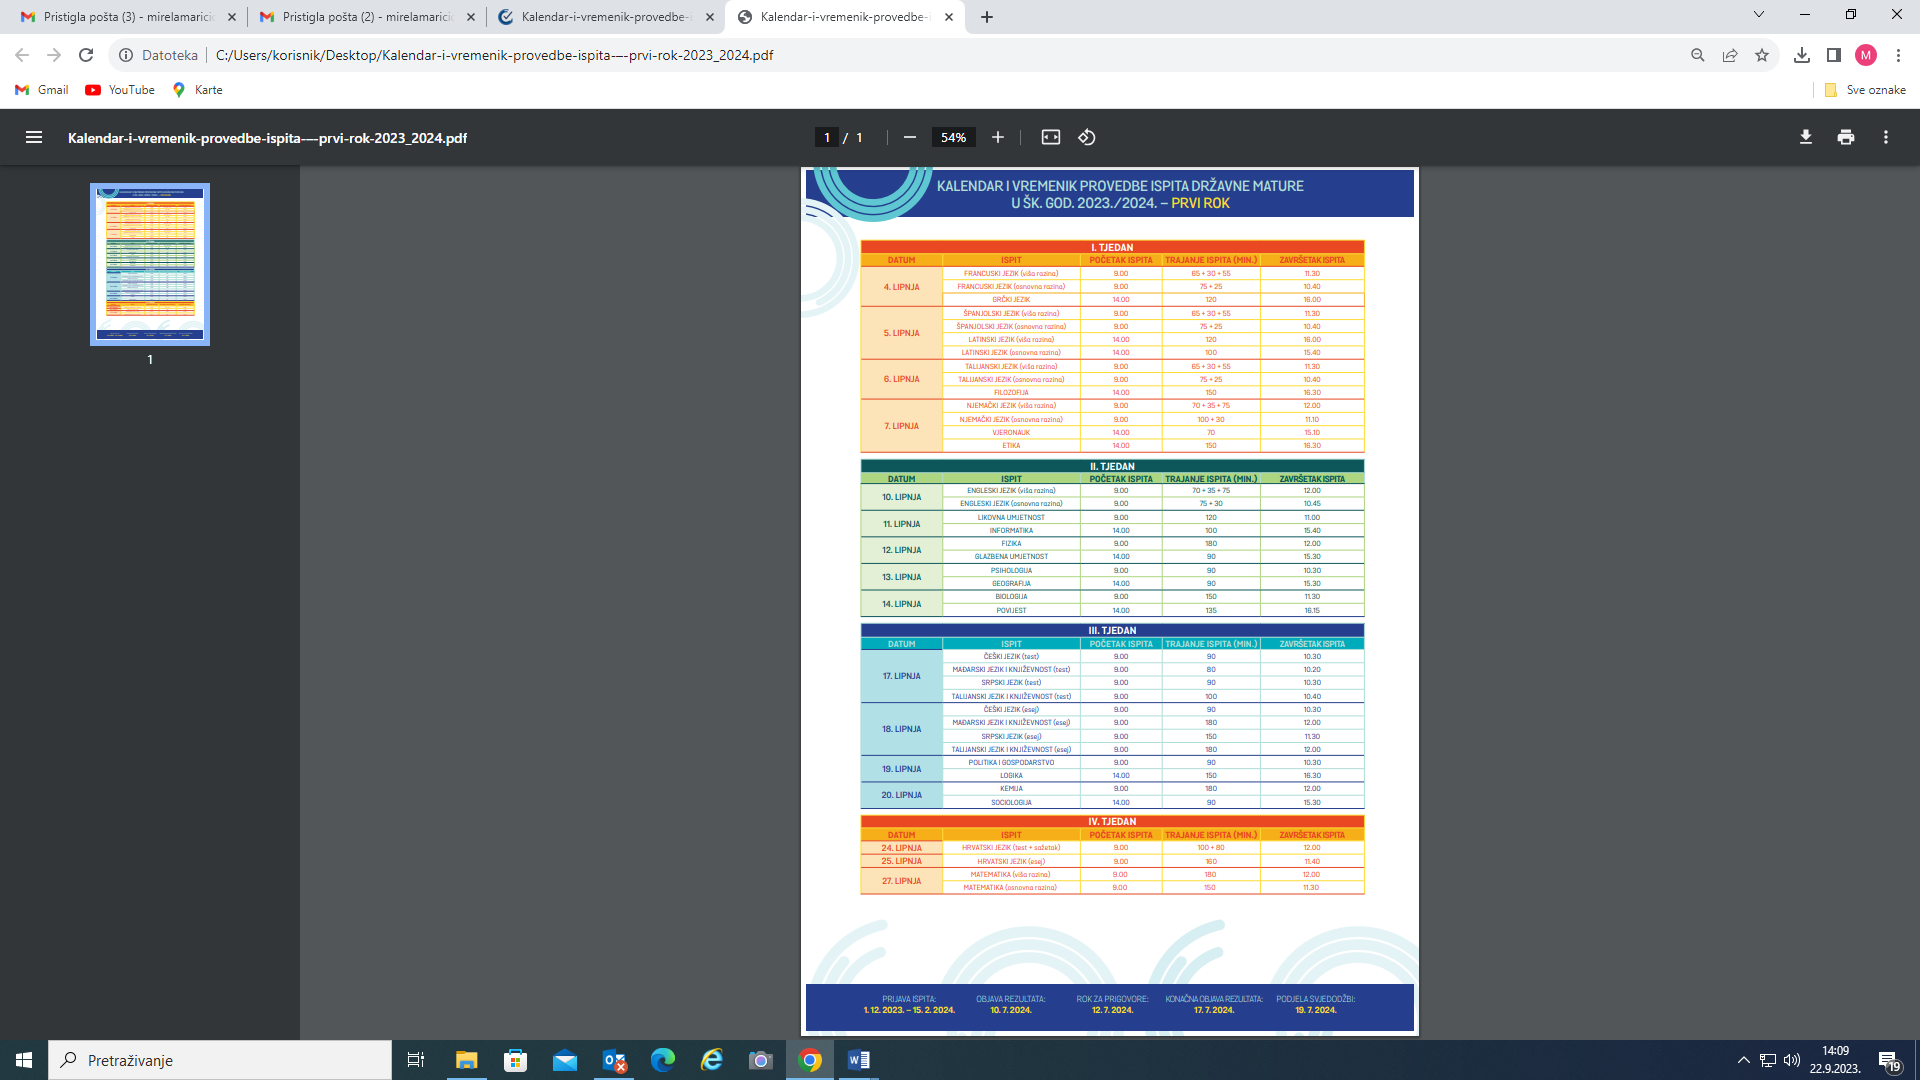 Pristigla pošta (3) - mirelamaricic
Pristigla pošta (2) - mirelamaricic
Kalendar-i-vremenik-provedbe-i
Kalendar-i-vremenik-provedbe-i
Datoteka C:/Users/korisnik/Desktop/Kalendar-i-vremenik-provedbe-ispita-–-prvi-rok-2023_2024.pdf
M
Gmail YouTube Karte Sve oznake
Kalendar-i-vremenik-provedbe-ispita-–-prvi-rok-2023_2024.pdf 1 / 1 54%
1
KALENDAR I VREMENIK PROVEDBE ISPITA DRŽAVNE MATURE
U ŠK. GOD. 2023./2024. – PRVI ROK
I. TJEDAN
DATUM ISPIT POČETAK ISPITA TRAJANJE ISPITA (MIN.) ZAVRŠETAK ISPITA
4. LIPNJA
FRANCUSKI JEZIK (viša razina) 9.00 65 + 30 + 55 11.30
FRANCUSKI JEZIK (osnovna razina) 9.00 75 + 25 10.40
GRČKI JEZIK 14.00 120 16.00
5. LIPNJA
ŠPANJOLSKI JEZIK (viša razina) 9.00 65 + 30 + 55 11.30
ŠPANJOLSKI JEZIK (osnovna razina) 9.00 75 + 25 10.40
LATINSKI JEZIK (viša razina) 14.00 120 16.00
LATINSKI JEZIK (osnovna razina) 14.00 100 15.40
6. LIPNJA
TALIJANSKI JEZIK (viša razina) 9.00 65 + 30 + 55 11.30
TALIJANSKI JEZIK (osnovna razina) 9.00 75 + 25 10.40
FILOZOFIJA 14.00 150 16.30
7. LIPNJA
NJEMAČKI JEZIK (viša razina) 9.00 70 + 35 + 75 12.00
NJEMAČKI JEZIK (osnovna razina) 9.00 100 + 30 11.10
VJERONAUK 14.00 70 15.10
ETIKA 14.00 150 16.30
II. TJEDAN
DATUM ISPIT POČETAK ISPITA TRAJANJE ISPITA (MIN.) ZAVRŠETAK ISPITA
10. LIPNJA
ENGLESKI JEZIK (viša razina) 9.00 70 + 35 + 75 12.00
ENGLESKI JEZIK (osnovna razina) 9.00 75 + 30 10.45
11. LIPNJA
LIKOVNA UMJETNOST 9.00 120 11.00
INFORMATIKA 14.00 100 15.40
12. LIPNJA
FIZIKA 9.00 180 12.00
GLAZBENA UMJETNOST 14.00 90 15.30
13. LIPNJA
PSIHOLOGIJA 9.00 90 10.30
GEOGRAFIJA 14.00 90 15.30
14. LIPNJA
BIOLOGIJA 9.00 150 11.30
POVIJEST 14.00 135 16.15
III. TJEDAN
DATUM ISPIT POČETAK ISPITA TRAJANJE ISPITA (MIN.) ZAVRŠETAK ISPITA
17. LIPNJA
ČEŠKI JEZIK (test) 9.00 90 10.30
MAĐARSKI JEZIK I KNJIŽEVNOST (test) 9.00 80 10.20
SRPSKI JEZIK (test) 9.00 90 10.30
TALIJANSKI JEZIK I KNJIŽEVNOST (test) 9.00 100 10.40
18. LIPNJA
ČEŠKI JEZIK (esej) 9.00 90 10.30
MAĐARSKI JEZIK I KNJIŽEVNOST (esej) 9.00 180 12.00
SRPSKI JEZIK (esej) 9.00 150 11.30
TALIJANSKI JEZIK I KNJIŽEVNOST (esej) 9.00 180 12.00
19. LIPNJA
POLITIKA I GOSPODARSTVO 9.00 90 10.30
LOGIKA 14.00 150 16.30
20. LIPNJA
KEMIJA 9.00 180 12.00
SOCIOLOGIJA 14.00 90 15.30
IV. TJEDAN
DATUM ISPIT POČETAK ISPITA TRAJANJE ISPITA (MIN.) ZAVRŠETAK ISPITA
24. LIPNJA HRVATSKI JEZIK (test + sažetak) 9.00 100 + 80 12.00
25. LIPNJA HRVATSKI JEZIK (esej) 9.00 160 11.40
27. LIPNJA
MATEMATIKA (viša razina) 9.00 180 12.00
MATEMATIKA (osnovna razina) 9.00 150 11.30
PRIJAVA ISPITA: OBJAVA REZULTATA: ROK ZA PRIGOVORE: KONAČNA OBJAVA REZULTATA: PODJELA SVJEDODŽBI:
1. 12. 2023. – 15. 2. 2024. 10. 7. 2024. 12. 7. 2024. 17. 7. 2024. 19. 7. 2024.
Pretraživanje
14:09
22.9.2023.
19